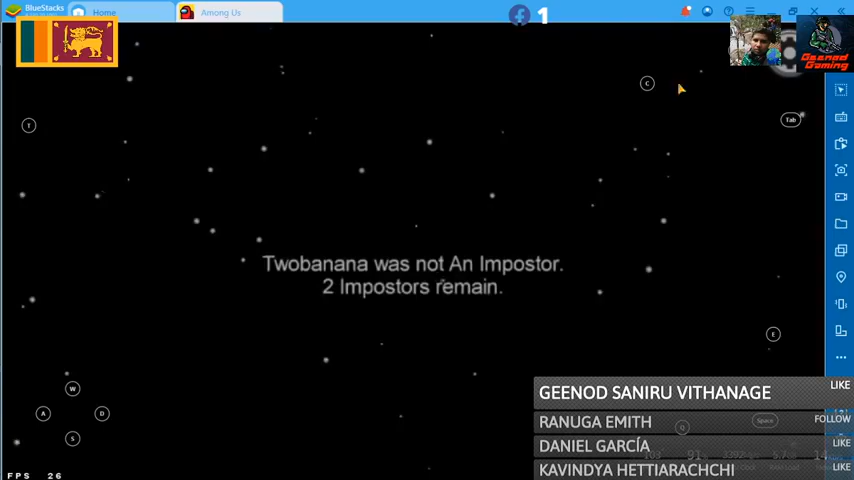 BlueStacks
Home
Among Us
1
Geenod
Gaming
C
Tab
T
Twobanana was not An Impostor.
2 Impostors remain.
E
W
A
D
S
GEENOD SANIRU VITHANAGE LIKE
RANUGA EMITH FOLLOW
Q
Space
DANIEL GARCÍA LIKE
KAVINDYA HETTIARACHCHI LIKE
FPS 26